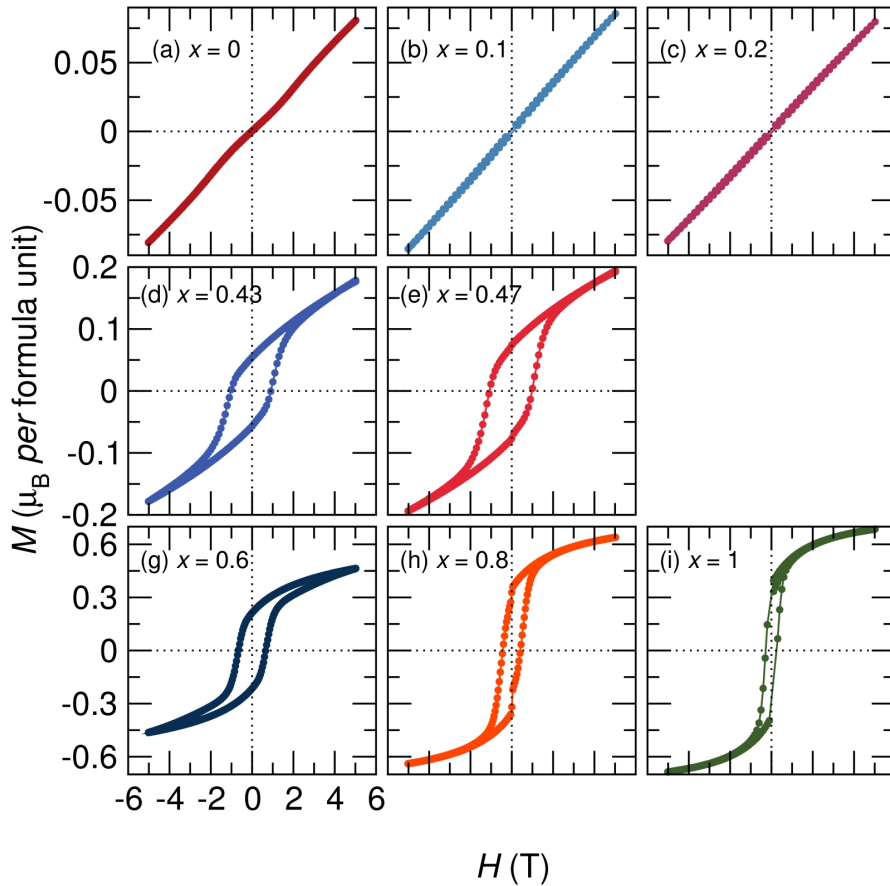 (a) x = 0
(b) x = 0.1
(c) x = 0.2
0.05
0
-0.05
(d) x = 0.43
(e) x = 0.47
0.2
0.1
0
-0.1
-0.2
(g) x = 0.6
(h) x = 0.8
(i) x = 1
0.6
0.3
0
-0.3
-0.6
-6 -4 -2 0 2 4 6
M (μB per formula unit)
H (T)